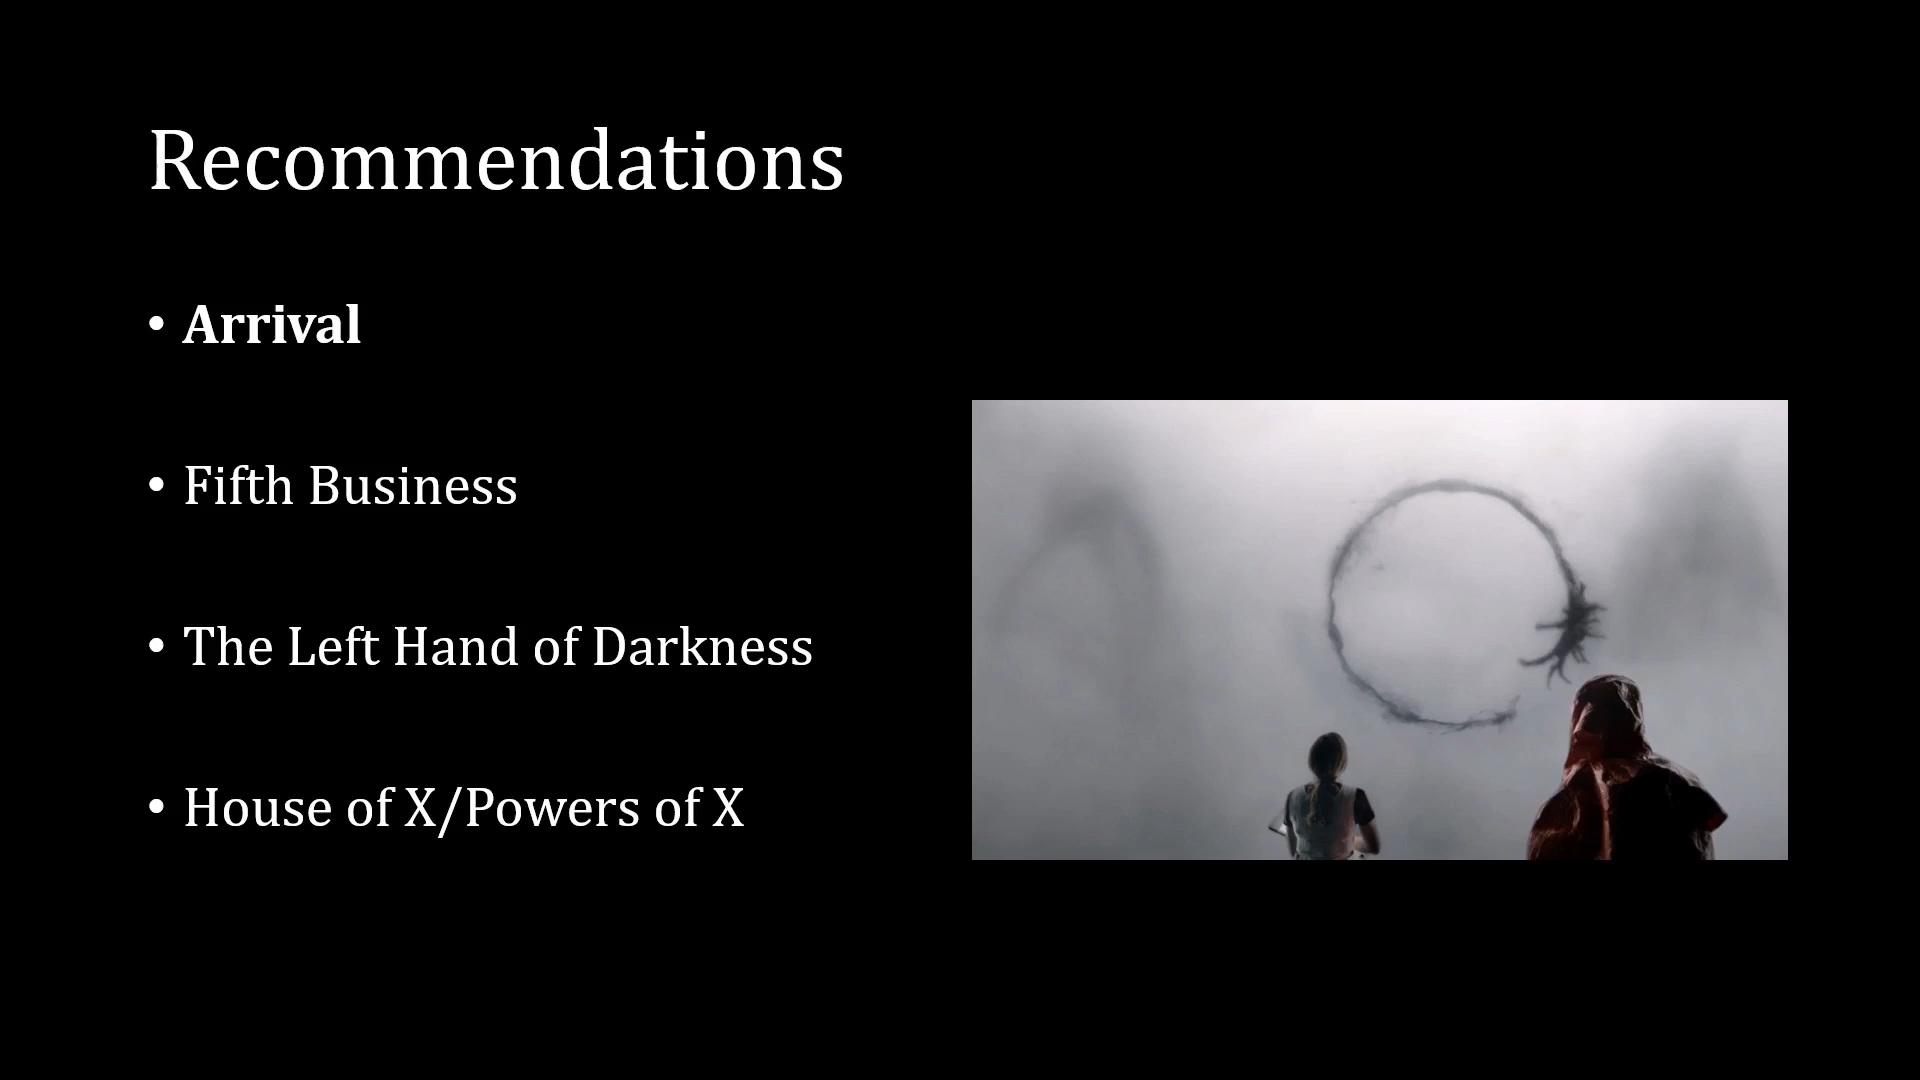 Recommendations
• Arrival
• Fifth Business
• The Left Hand of Darkness
• House of X/Powers of X